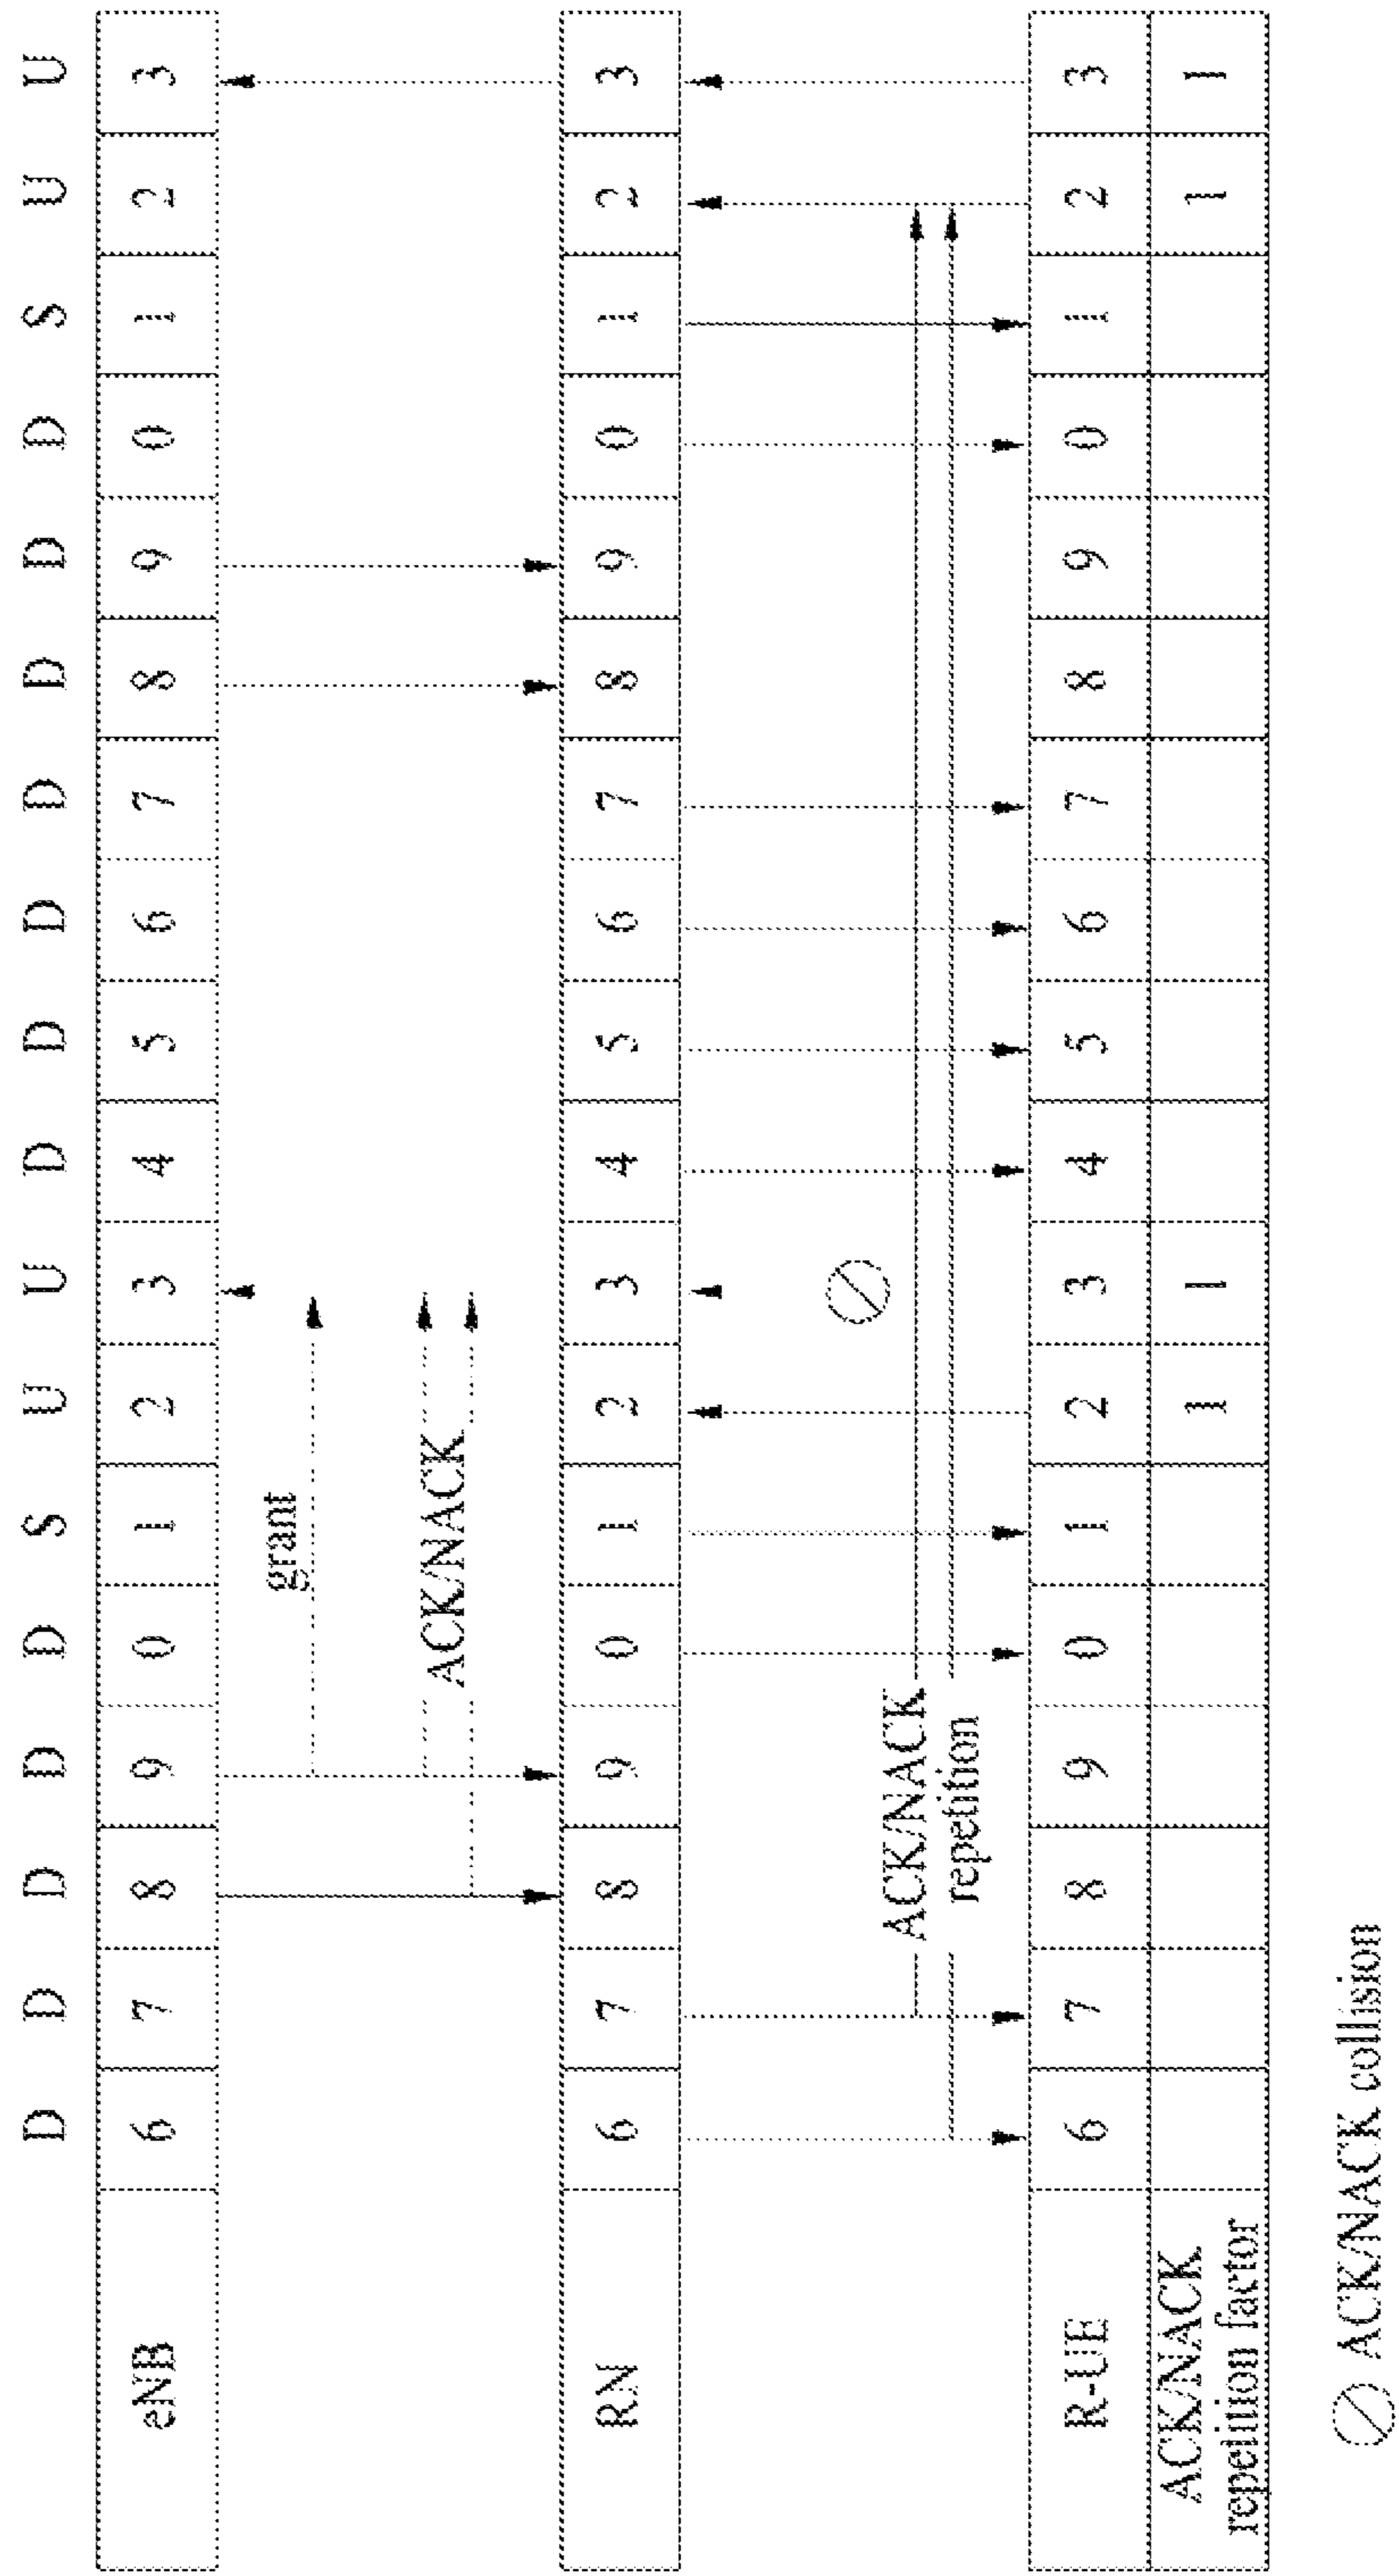 D D D D D S U U D D D D D D D S U U
eNB 6 7 8 9 0 1 2 3 4 5 6 7 8 9 0 1 2 3
grant
ACK/NACK
RN 6 7 8 9 0 1 2 3 4 5 6 7 8 9 0 1 2 3
ACK/NACK
repetition
R-UE 6 7 8 9 0 1 2 3 4 5 6 7 8 9 0 1 2 3
ACK/NACK
repetition factor 1 1 1 1
ACK/NACK collision